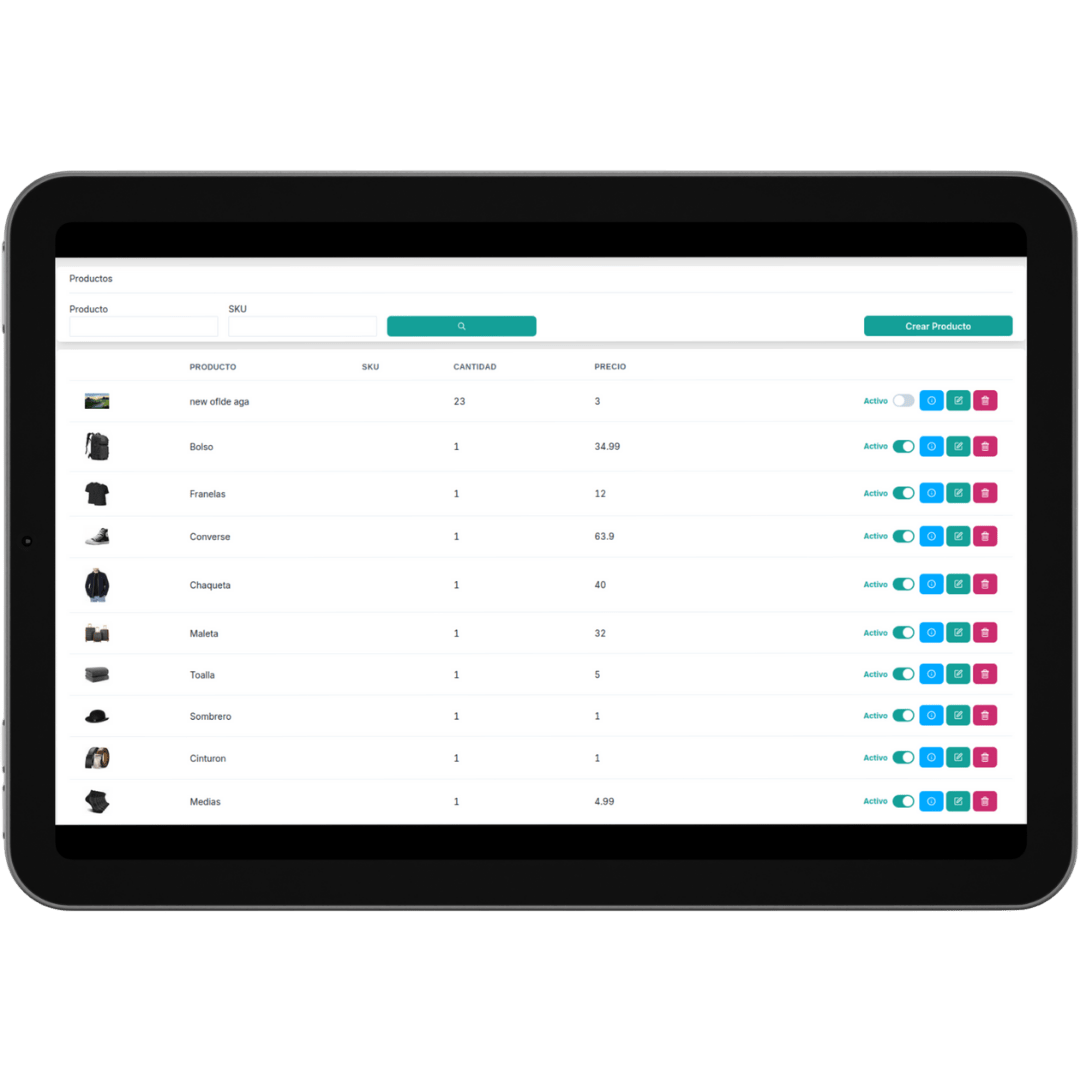 Productos
Producto SKU
Crear Producto
PRODUCTO SKU CANTIDAD PRECIO
new oflde aga 23 3 Activo
Bolso 1 34.99 Activo
Franelas 1 12 Activo
Converse 1 63.9 Activo
Chaqueta 1 40 Activo
Maleta 1 32 Activo
Toalla 1 5 Activo
Sombrero 1 1 Activo
Cinturon 1 1 Activo
Medias 1 4.99 Activo